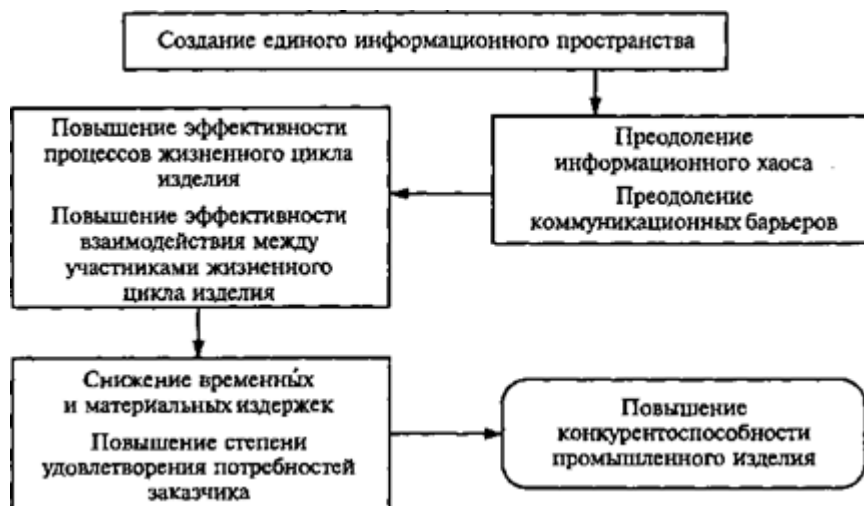 Создание единого информационного пространства
Преодоление
информационного хаоса
Преодоление
коммуникационных барьеров
Повышение эффективности
процессов жизненного цикла
изделия
Повышение эффективности
взаимодействия между
участниками жизненного
цикла изделия
Снижение временных
и материальных издержек
Повышение степени
удовлетворения потребностей
заказчика
Повышение
конкурентоспособности
промышленного изделия